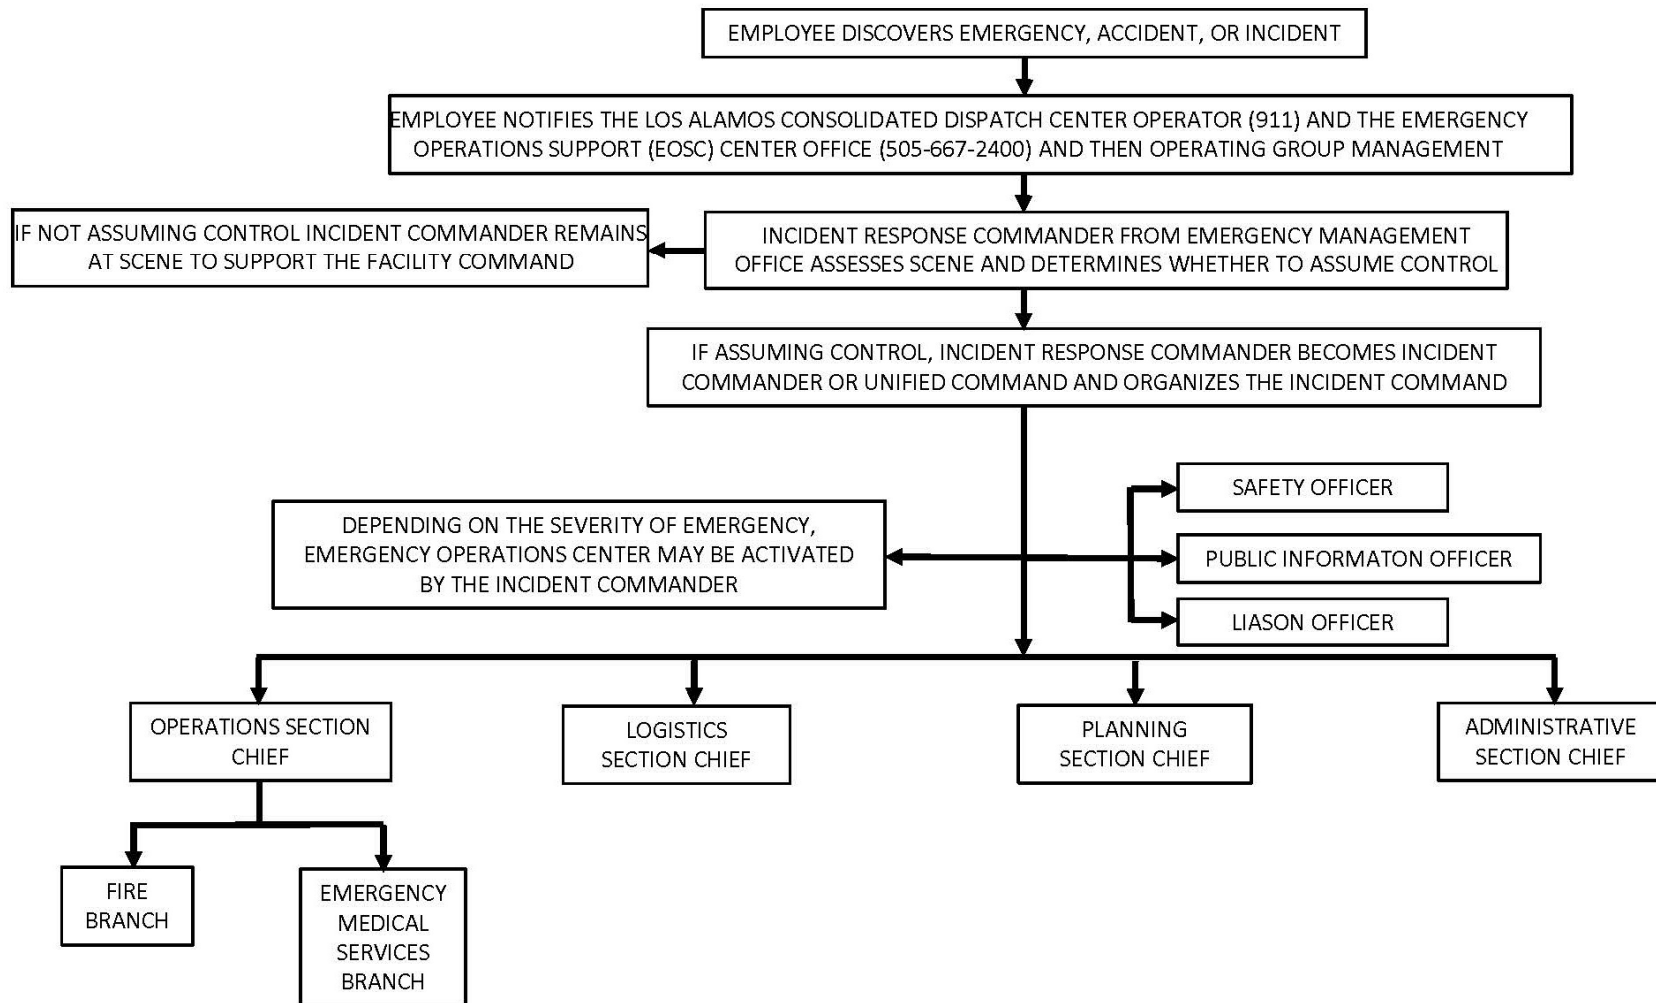 EMPLOYEE DISCOVERS EMERGENCY, ACCIDENT, OR INCIDENT
EMPLOYEE NOTIFIES THE LOS ALAMOS CONSOLIDATED DISPATCH CENTER OPERATOR (911) AND THE EMERGENCY
OPERATIONS SUPPORT (EOSC) CENTER OFFICE (505-667-2400) AND THEN OPERATING GROUP MANAGEMENT
IF NOT ASSUMING CONTROL INCIDENT COMMANDER REMAINS
AT SCENE TO SUPPORT THE FACILITY COMMAND
INCIDENT RESPONSE COMMANDER FROM EMERGENCY MANAGEMENT
OFFICE ASSESSES SCENE AND DETERMINES WHETHER TO ASSUME CONTROL
IF ASSUMING CONTROL, INCIDENT RESPONSE COMMANDER BECOMES INCIDENT
COMMANDER OR UNIFIED COMMAND AND ORGANIZES THE INCIDENT COMMAND
DEPENDING ON THE SEVERITY OF EMERGENCY,
EMERGENCY OPERATIONS CENTER MAY BE ACTIVATED
BY THE INCIDENT COMMANDER
SAFETY OFFICER
PUBLIC INFORMATON OFFICER
LIASON OFFICER
OPERATIONS SECTION
CHIEF
LOGISTICS
SECTION CHIEF
PLANNING
SECTION CHIEF
ADMINISTRATIVE
SECTION CHIEF
FIRE
BRANCH
EMERGENCY
MEDICAL
SERVICES
BRANCH